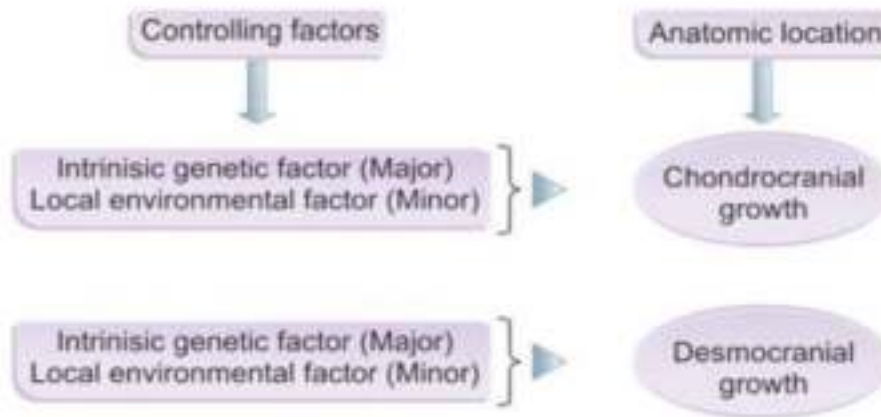 Controlling factors
Anatomic location
Intrinisic genetic factor (Major)
Local environmental factor (Minor)
Chondrocranial
growth
Intrinisic genetic factor (Major)
Local environmental factor (Minor)
Desmocranial
growth